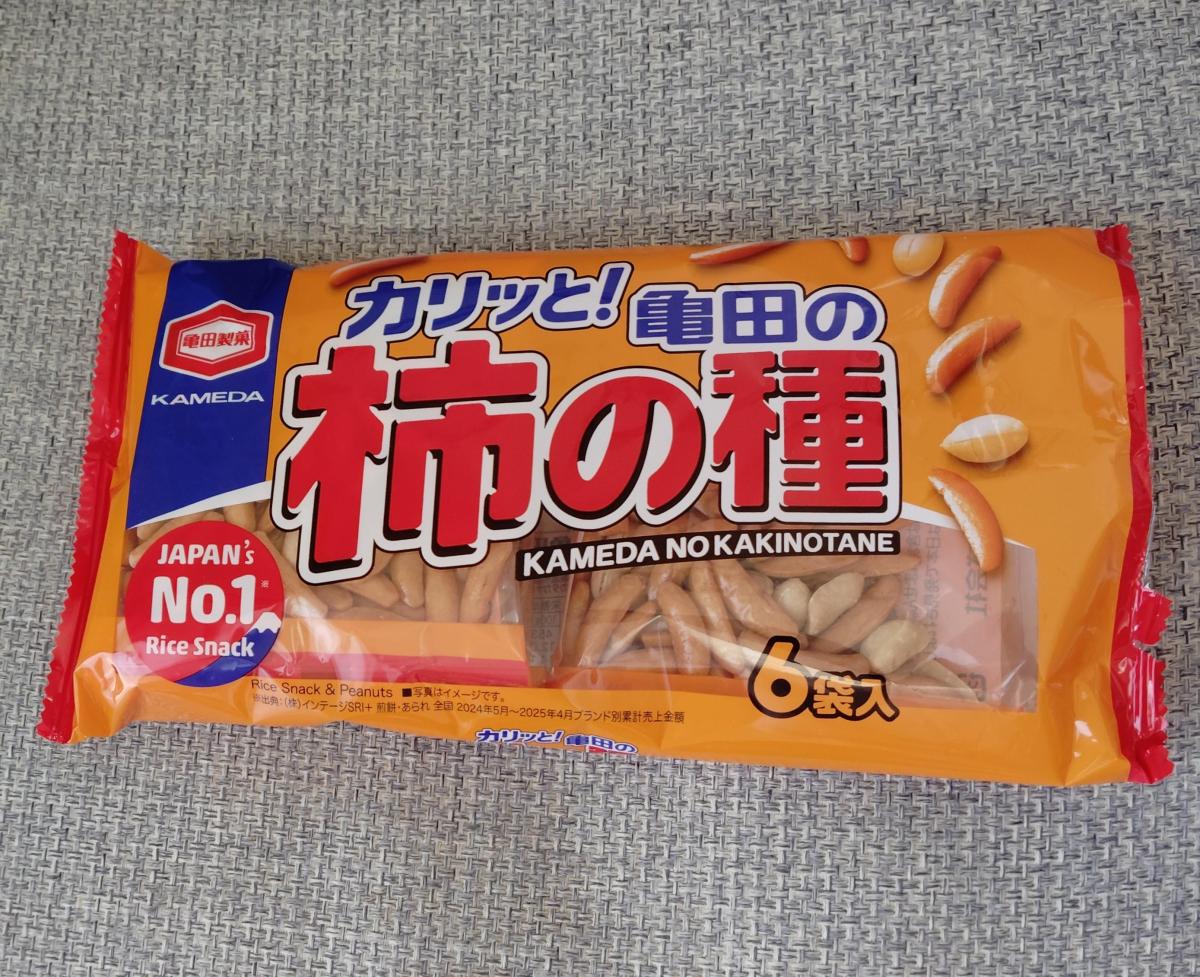 カリッと! 亀田の
亀田製菓
KAMEDA
柿の種
KAMEDA NO KAKINOTANE
JAPAN's
No.1※
Rice Snack
6袋入
Rice Snack & Peanuts ■写真はイメージです。
※出典:(株)インテージSRI+ 煎餅・あられ 全国 2024年5月~2025年4月ブランド別累計売上金額
カリッと! 亀田の